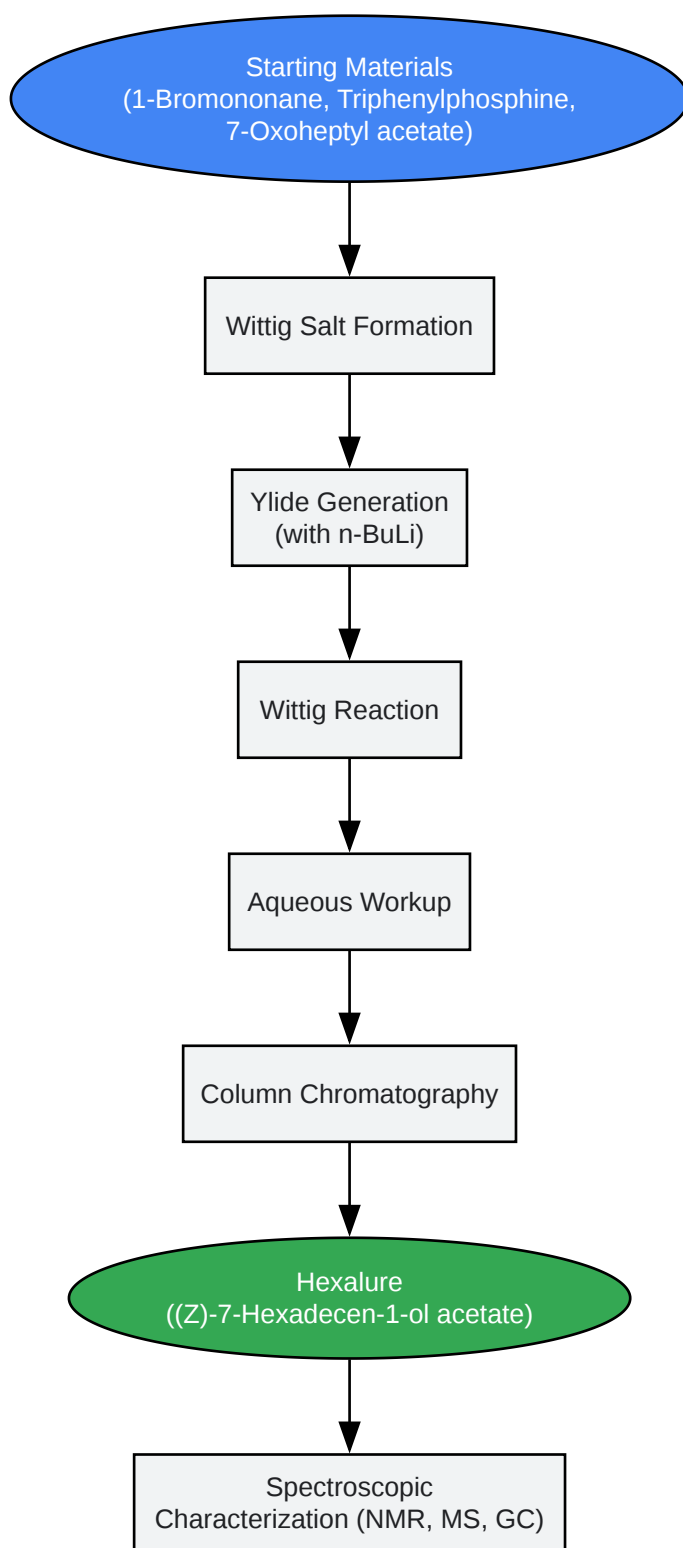 Starting Materials
(1-Bromononane, Triphenylphosphine,
7-Oxoheptyl acetate)
Wittig Salt Formation
Ylide Generation
(with n-BuLi)
Wittig Reaction
Aqueous Workup
Column Chromatography
Hexalure
((Z)-7-Hexadecen-1-ol acetate)
Spectroscopic
Characterization (NMR, MS, GC)